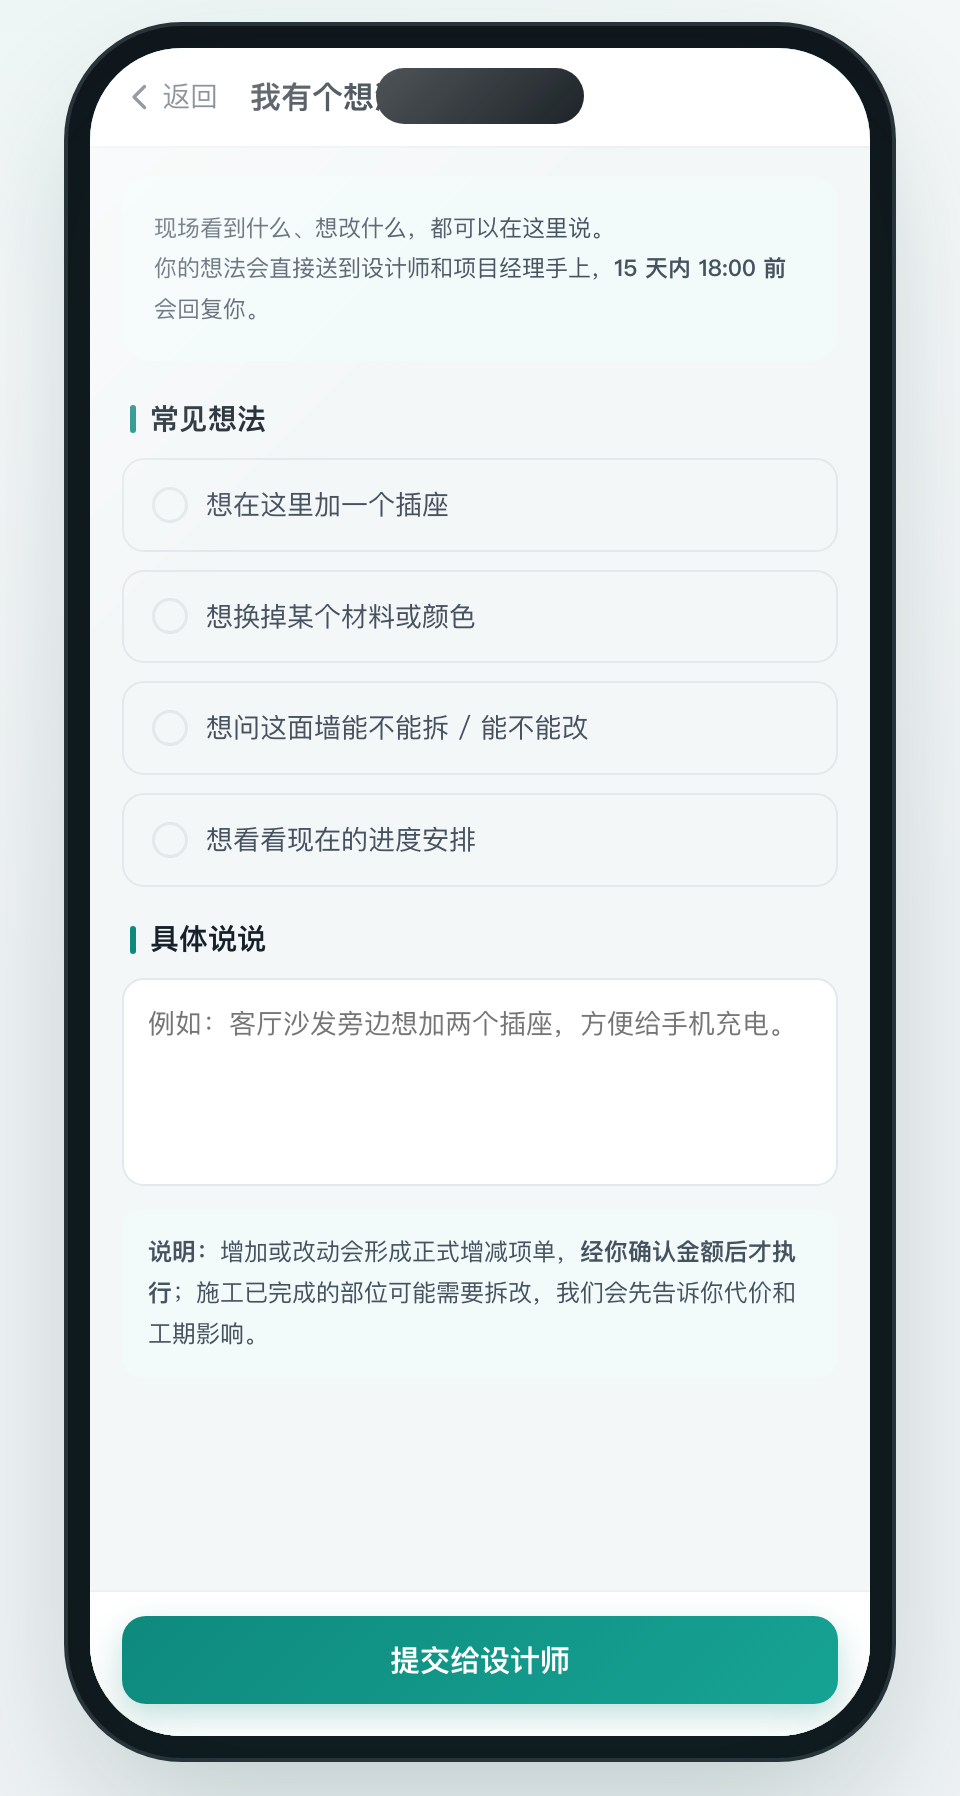 返回
我有个想
现场看到什么、想改什么，都可以在这里说。
你的想法会直接送到设计师和项目经理手上，15 天内 18:00 前
会回复你。
常见想法
想在这里加一个插座
想换掉某个材料或颜色
想问这面墙能不能拆 / 能不能改
想看看现在的进度安排
具体说说
例如：客厅沙发旁边想加两个插座，方便给手机充电。
说明：增加或改动会形成正式增减项单，经你确认金额后才执
行；施工已完成的部位可能需要拆改，我们会先告诉你代价和
工期影响。
提交给设计师